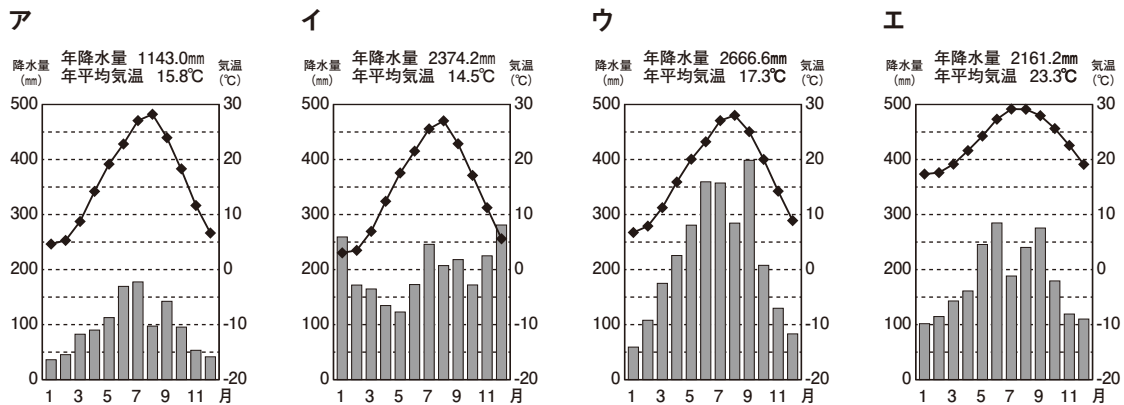 ア
年降水量 1143.0mm
年平均気温 15.8℃
降水量
(mm)
気温
(℃)
500
400
300
200
100
0
30
20
10
0
-10
-20
1 3 5 7 9 11 月
イ
年降水量 2374.2mm
年平均気温 14.5℃
降水量
(mm)
気温
(℃)
500
400
300
200
100
0
30
20
10
0
-10
-20
1 3 5 7 9 11 月
ウ
年降水量 2666.6mm
年平均気温 17.3℃
降水量
(mm)
気温
(℃)
500
400
300
200
100
0
30
20
10
0
-10
-20
1 3 5 7 9 11 月
エ
年降水量 2161.2mm
年平均気温 23.3℃
降水量
(mm)
気温
(℃)
500
400
300
200
100
0
30
20
10
0
-10
-20
1 3 5 7 9 11 月